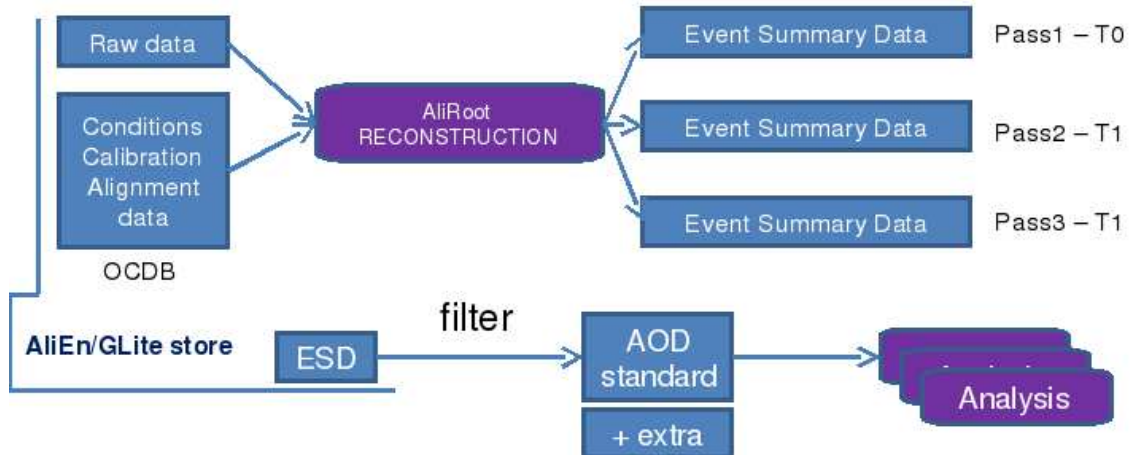 Raw data
Conditions
Calibration
Alignment
data
OCDB
AliRoot
RECONSTRUCTION
Event Summary Data
Pass1 – T0
Event Summary Data
Pass2 – T1
Event Summary Data
Pass3 – T1
AliEn/GLite store
ESD
filter
AOD
standard
+ extra
Analysis